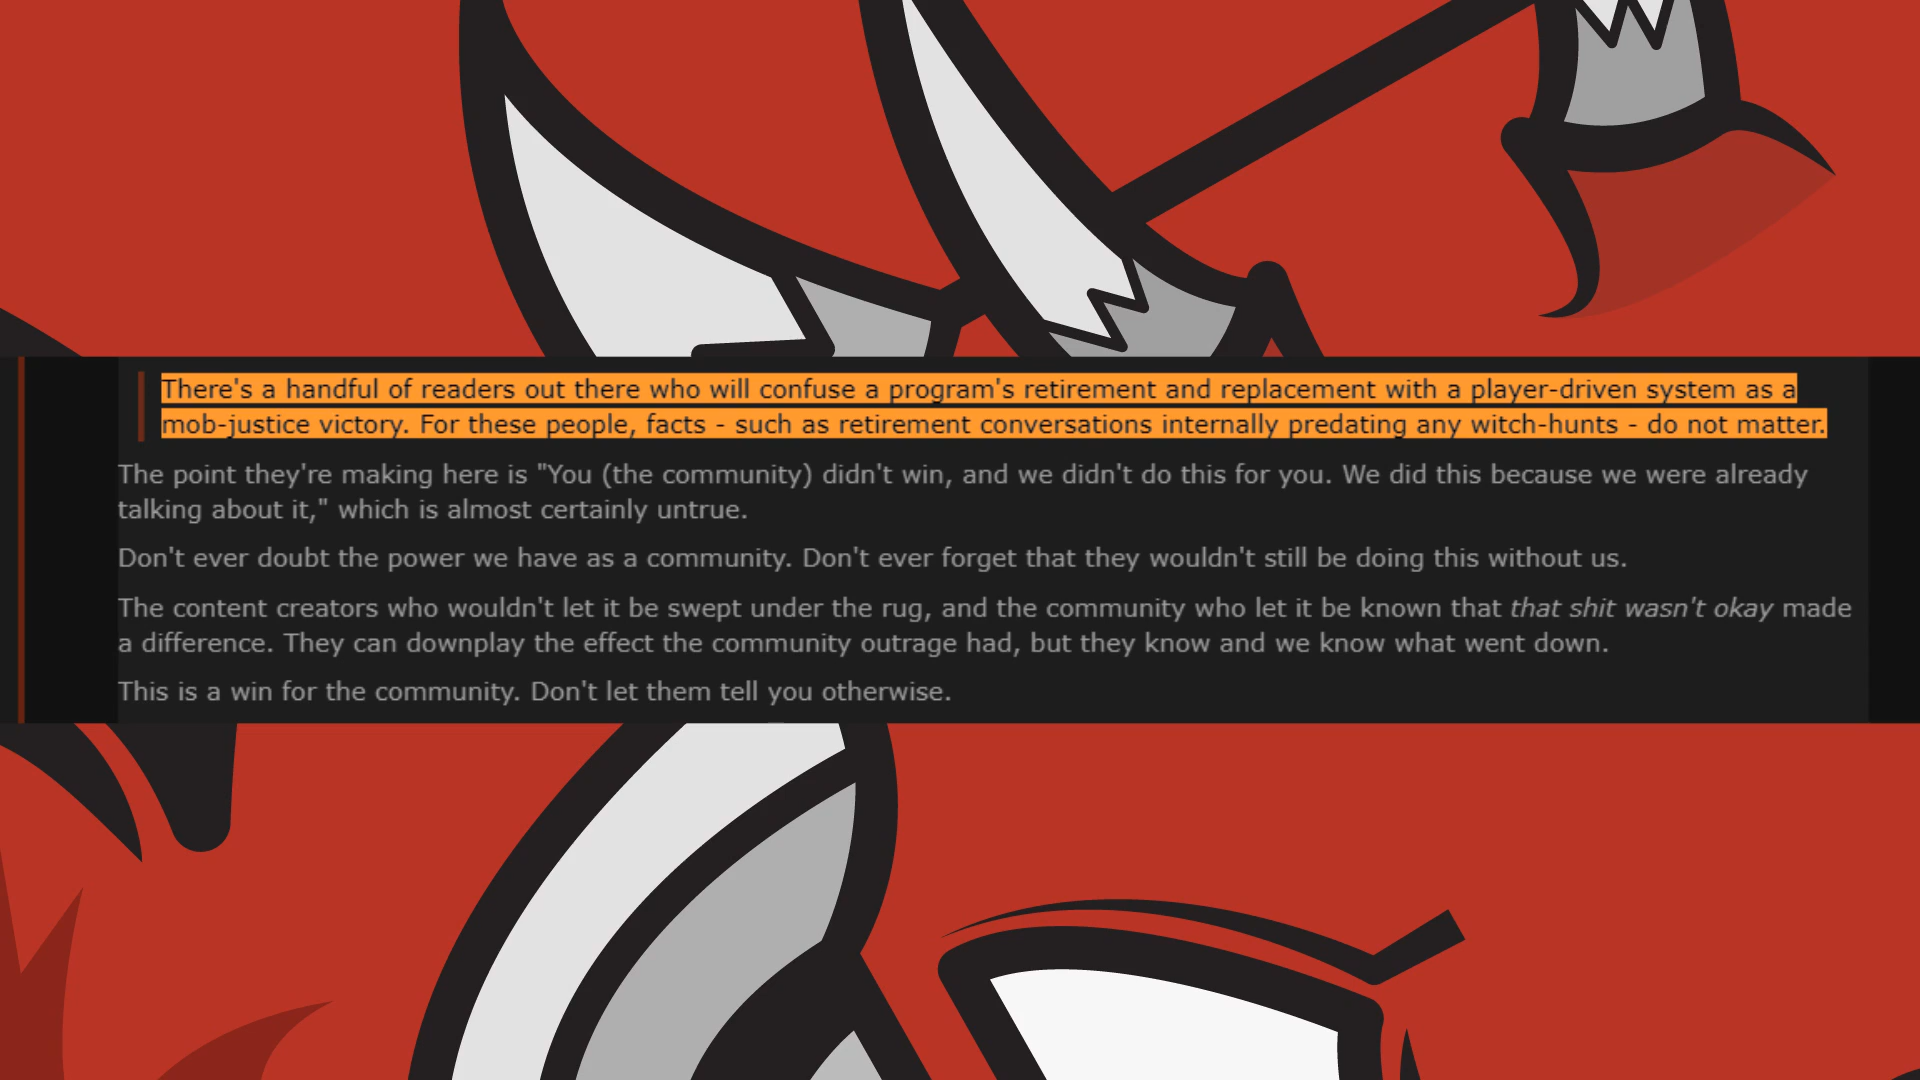 There's a handful of readers out there who will confuse a program's retirement and replacement with a player-driven system as a
mob-justice victory. For these people, facts - such as retirement conversations internally predating any witch-hunts - do not matter.
The point they're making here is "You (the community) didn't win, and we didn't do this for you. We did this because we were already
talking about it," which is almost certainly untrue.
Don't ever doubt the power we have as a community. Don't ever forget that they wouldn't still be doing this without us.
The content creators who wouldn't let it be swept under the rug, and the community who let it be known that that shit wasn't okay made
a difference. They can downplay the effect the community outrage had, but they know and we know what went down.
This is a win for the community. Don't let them tell you otherwise.